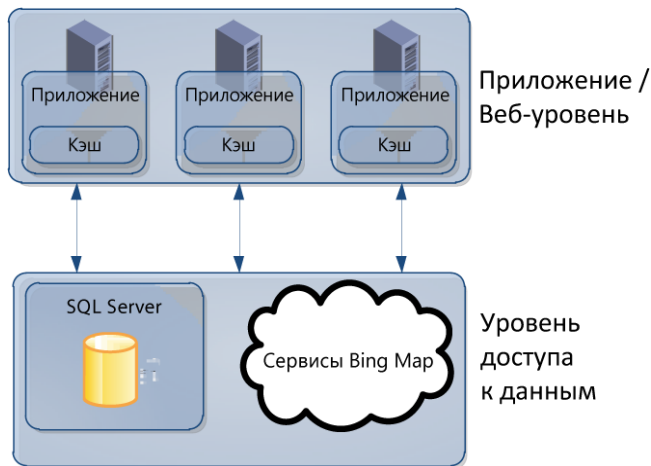 Приложение
Приложение
Приложение
Кэш
Кэш
Кэш
Приложение /
Веб-уровень
SQL Server
Сервисы Bing Map
Уровень
доступа
к данным